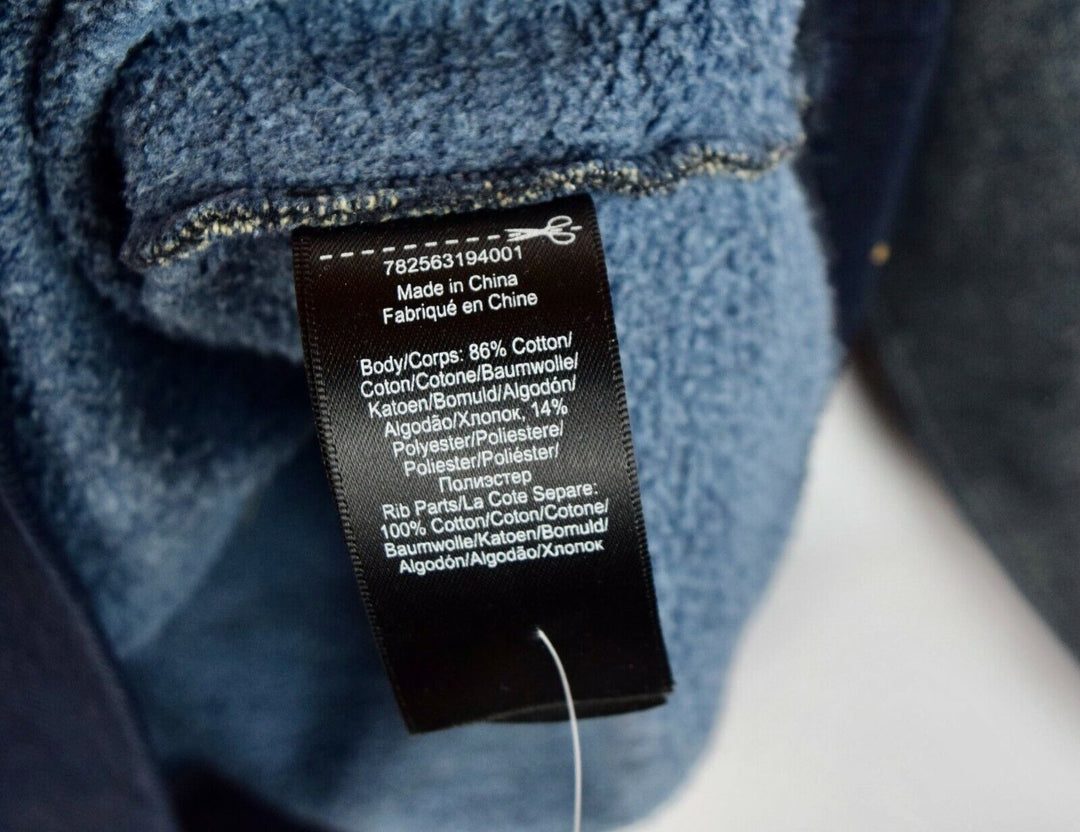 782563194001
Made in China
Fabriqué en Chine
Body/Corps: 86% Cotton/
Coton/Cotone/Baumwolle/
Katoen/Bomuld/Algodón/
Algodão/Хлопок, 14%
Polyester/Poliestere/
Poliester/Poliéster/
Полиэстер
Rib Parts/La Cote Separe:
100% Cotton/Coton/Cotone/
Baumwolle/Katoen/Bomuld/
Algodón/Algodão/Хлопок